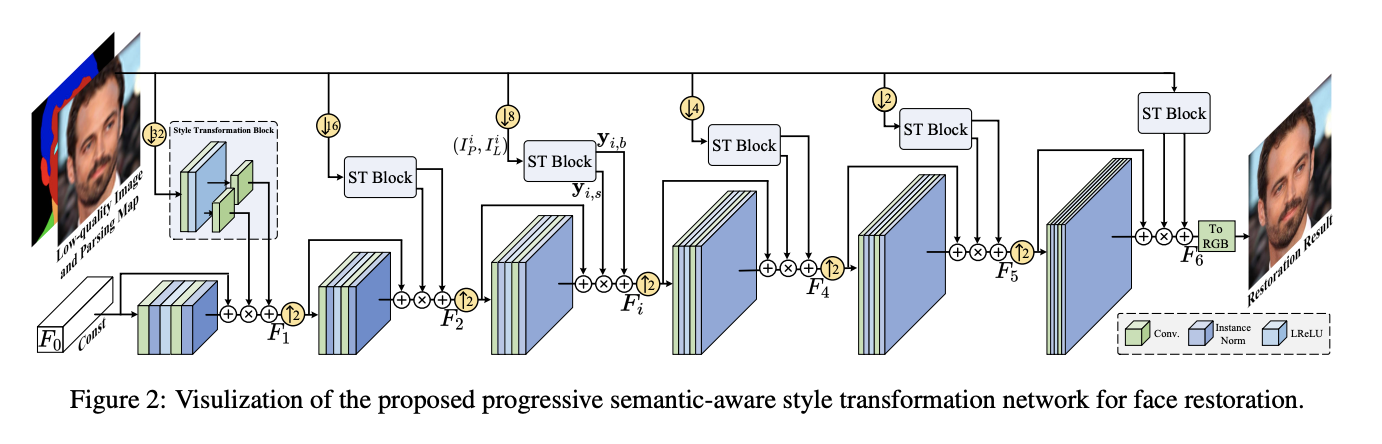 Low-quality Image
and Parsing Map
↓32
Style Transformation Block
↓16
ST Block
↓8
(I_P^i, I_L^i)
ST Block
y_{i,b}
y_{i,s}
↓4
ST Block
↓2
ST Block
ST Block
F_0
Const
F_1
↑2
F_2
↑2
F_i
↑2
F_4
↑2
F_5
↑2
F_6
To
RGB
Restoration Result
Conv.
Instance
Norm
LReLU
Figure 2: Visulization of the proposed progressive semantic-aware style transformation network for face restoration.